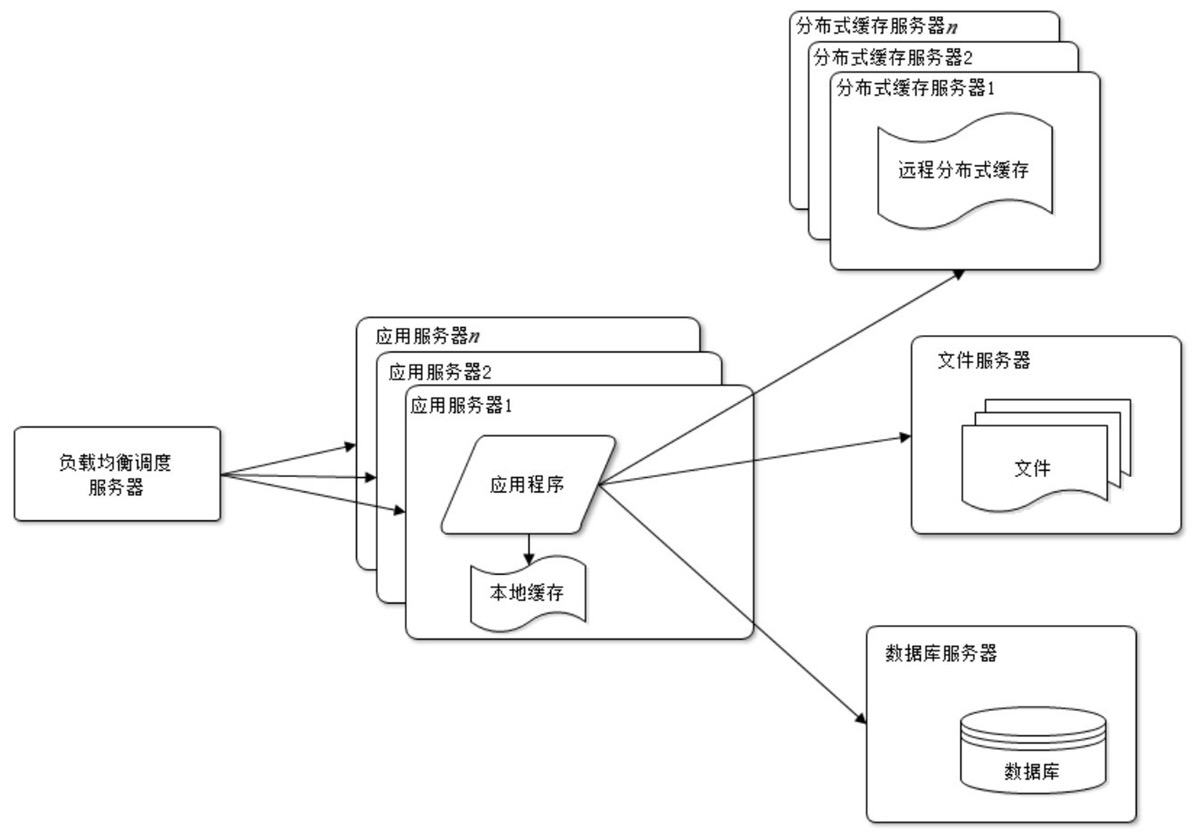 分布式缓存服务器n
分布式缓存服务器2
分布式缓存服务器1
远程分布式缓存
应用服务器n
应用服务器2
应用服务器1
应用程序
本地缓存
负载均衡调度
服务器
文件服务器
文件
数据库服务器
数据库